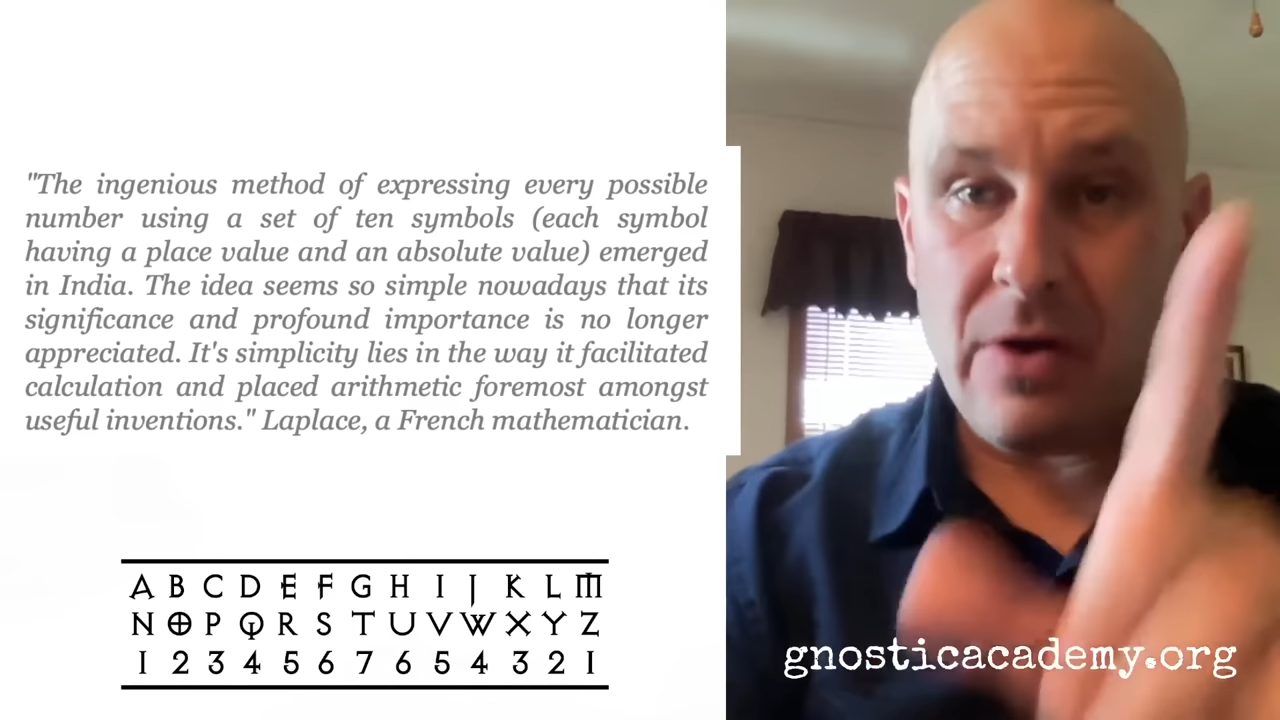 "The ingenious method of expressing every possible
number using a set of ten symbols (each symbol
having a place value and an absolute value) emerged
in India. The idea seems so simple nowadays that its
significance and profound importance is no longer
appreciated. It's simplicity lies in the way it facilitated
calculation and placed arithmetic foremost amongst
useful inventions." Laplace, a French mathematician.
A B C D E F G H I J K L M
N O P Q R S T U V W X Y Z
1 2 3 4 5 6 7 6 5 4 3 2 1
gnosticacademy.org